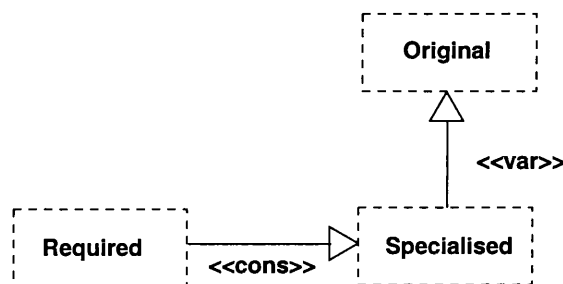 Original
<<var>>
Required
<<cons>>
Specialised